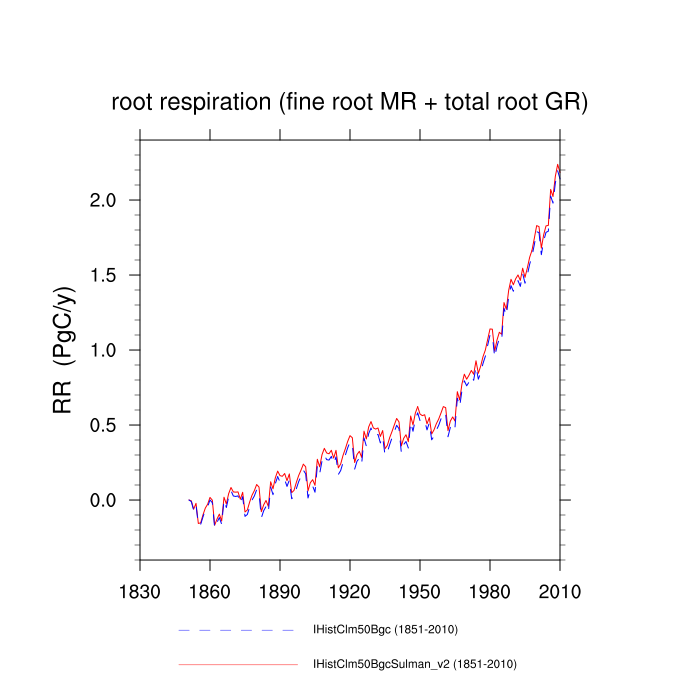 root respiration (fine root MR + total root GR)
RR (PgC/y)
2.0
1.5
1.0
0.5
0.0
1830 1860 1890 1920 1950 1980 2010
IHistClm50Bgc (1851-2010)
IHistClm50BgcSulman_v2 (1851-2010)